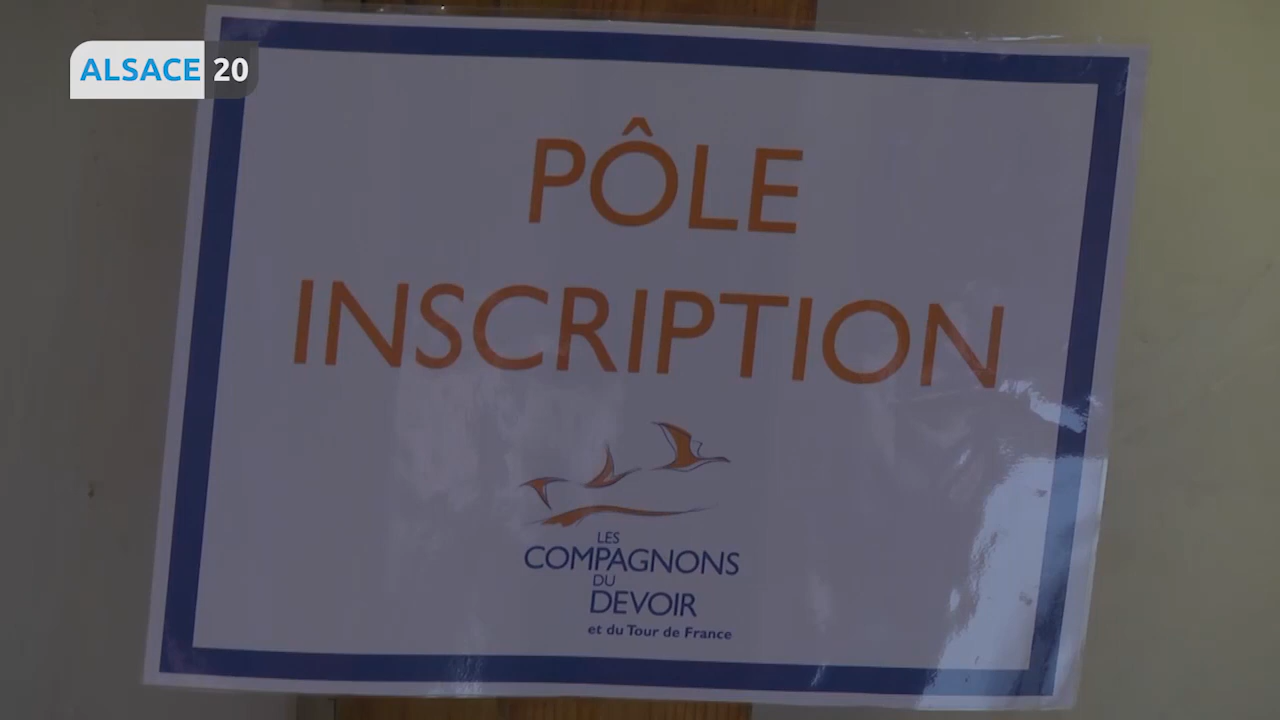 ALSACE 20
PÔLE
INSCRIPTION
LES
COMPAGNONS
DU
DEVOIR
et du Tour de France